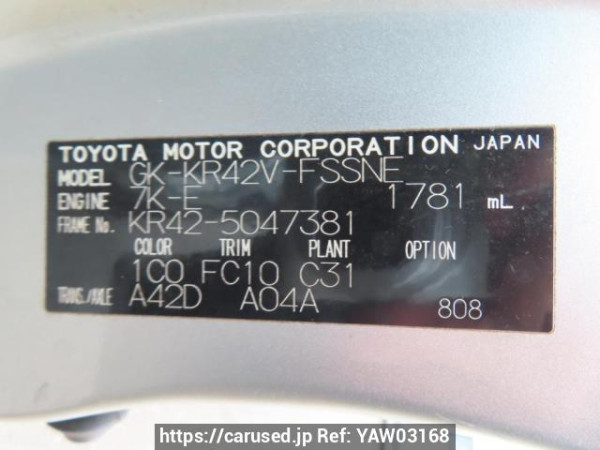 TOYOTA MOTOR CORPORATION JAPAN
MODEL GK-KR42V-FSSNE
ENGINE 7K-E 1781 mL
FRAME No. KR42-5047381
COLOR TRIM PLANT OPTION
1C0 FC10 C31
TRANS./AXLE A42D A04A 808
https://carused.jp Ref: YAW03168